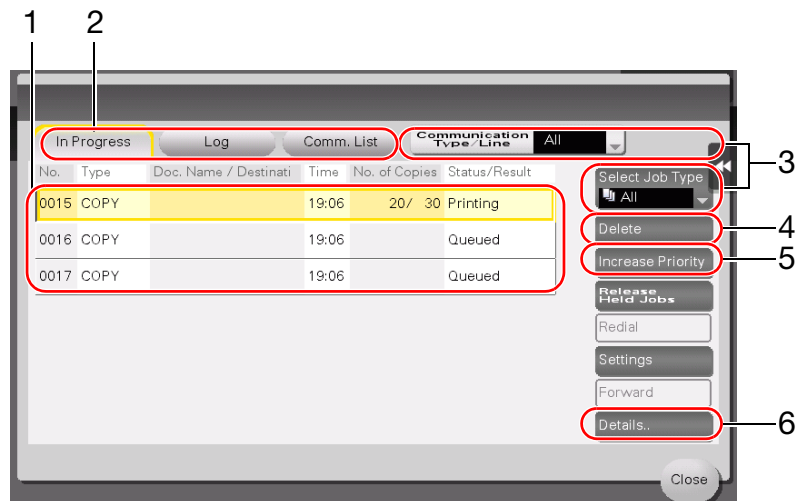 1 2
In Progress Log Comm. List Communication Type/Line All
No. Type Doc. Name / Destinati Time No. of Copies Status/Result
Select Job Type
All
3
0015 COPY 19:06 20/ 30 Printing
Delete
4
0016 COPY 19:06 Queued
Increase Priority
5
0017 COPY 19:06 Queued
Release
Held Jobs
Redial
Settings
Forward
Details..
6
Close